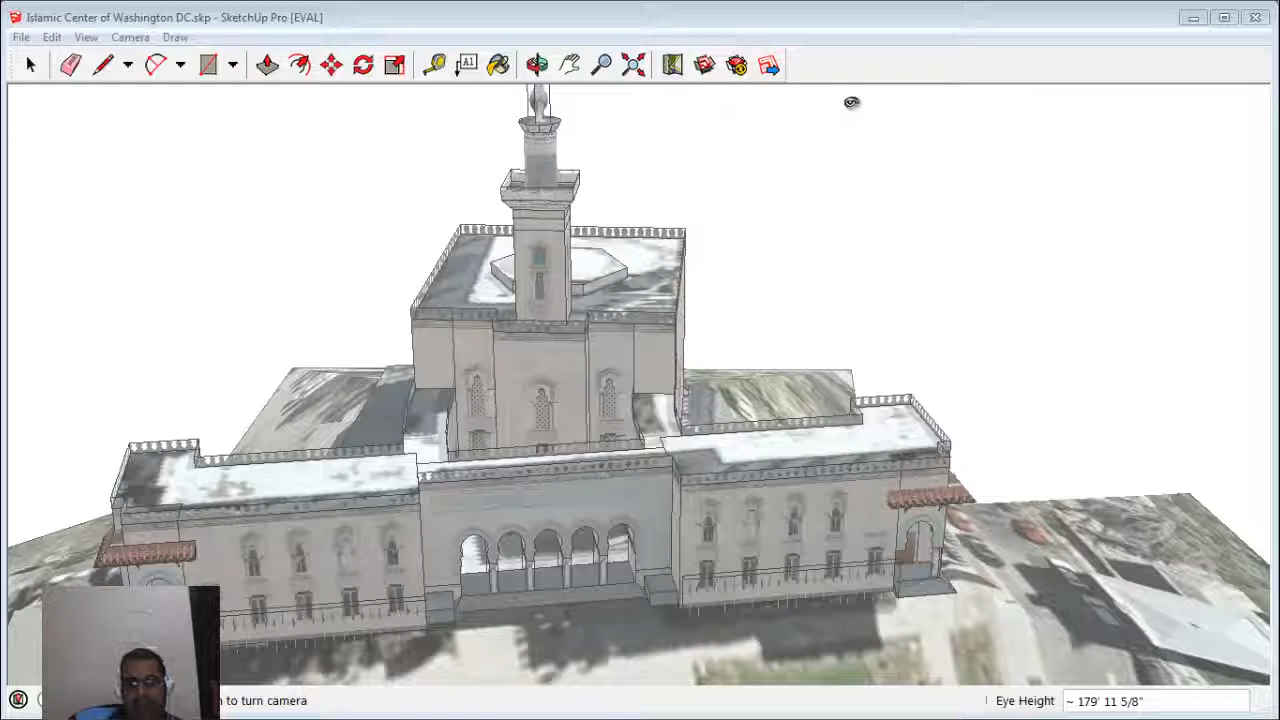 Islamic Center of Washington DC.skp - SketchUp Pro [EVAL]
File Edit View Camera Draw
A1
to turn camera
Eye Height ~ 179' 11 5/8"